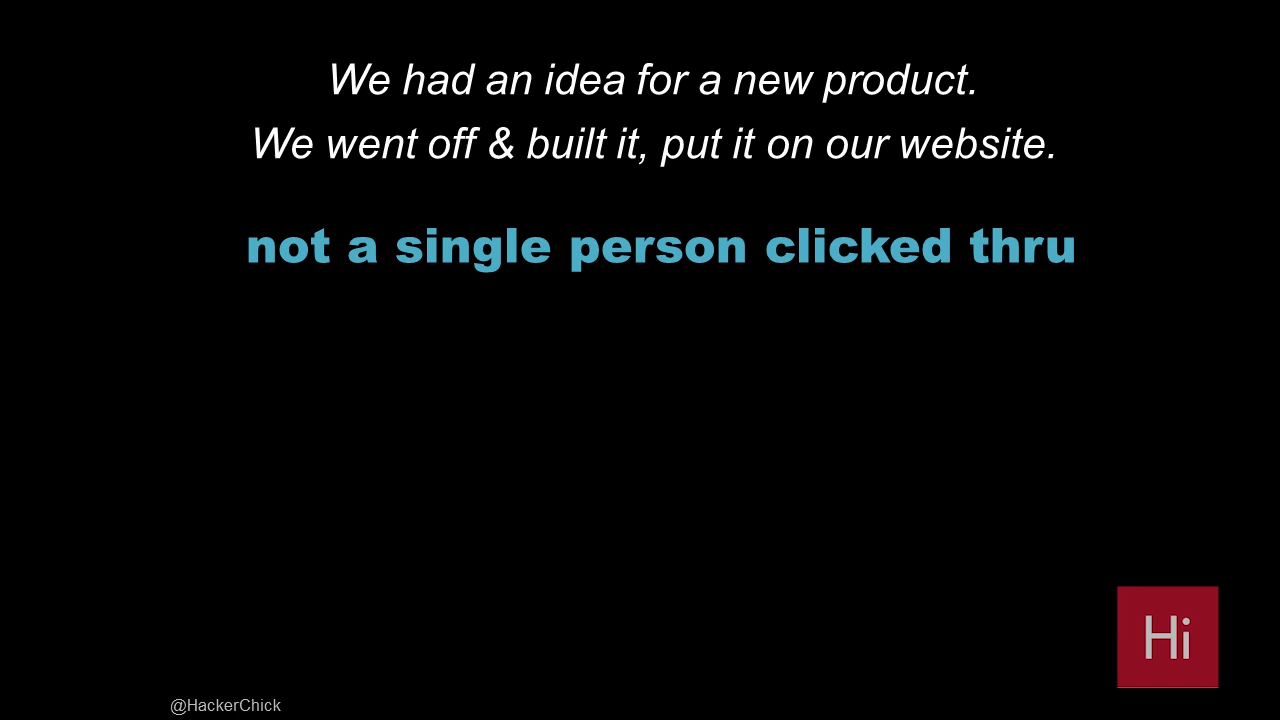 We had an idea for a new product.
We went off & built it, put it on our website.
not a single person clicked thru
Hi
@HackerChick